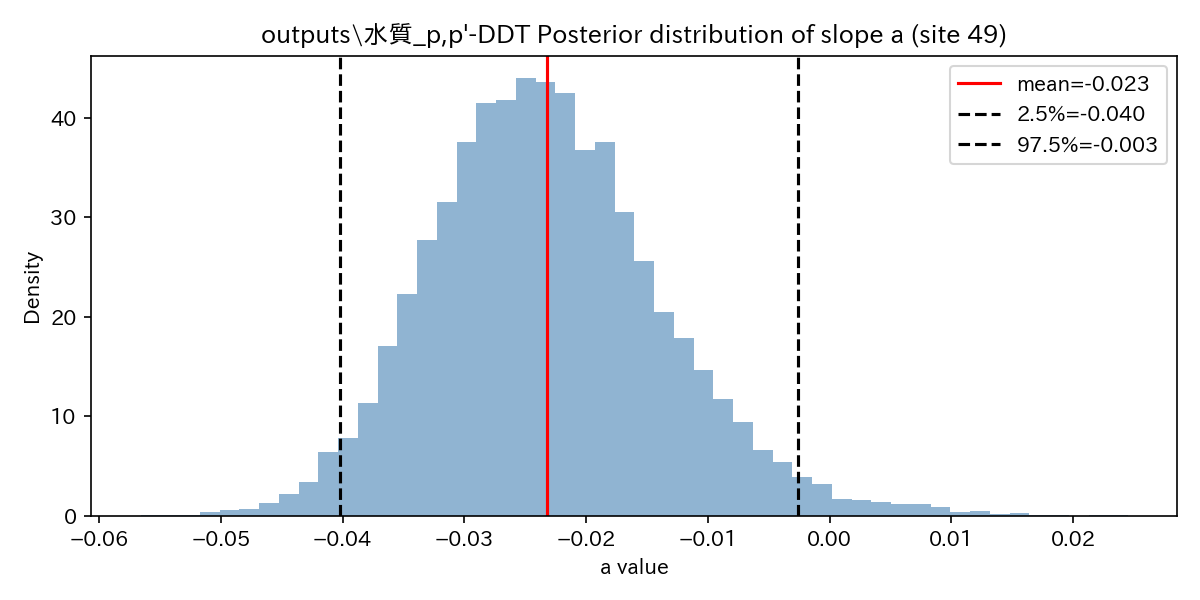 outputs\水質_p,p'-DDT Posterior distribution of slope a (site 49)
mean=-0.023
2.5%=-0.040
97.5%=-0.003
Density
40
30
20
10
0
−0.06 −0.05 −0.04 −0.03 −0.02 −0.01 0.00 0.01 0.02
a value